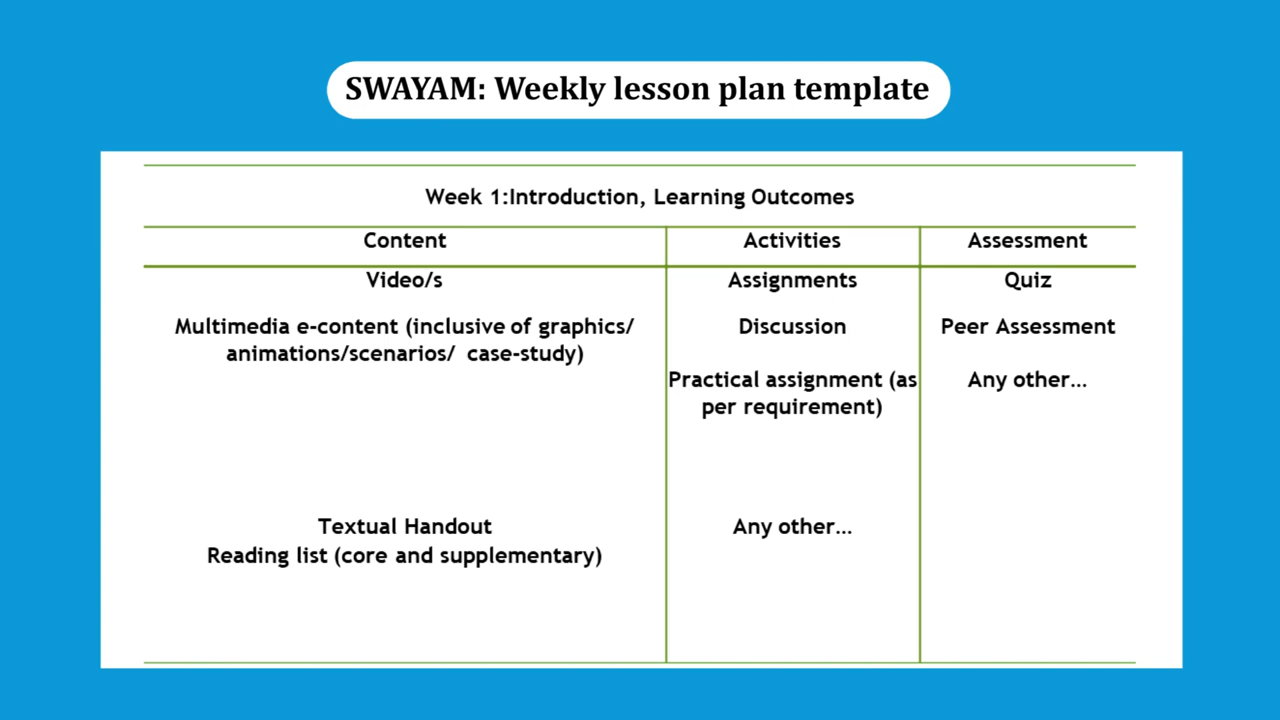 SWAYAM: Weekly lesson plan template
Week 1:Introduction, Learning Outcomes
Content
Activities
Assessment
Video/s
Assignments
Quiz
Multimedia e-content (inclusive of graphics/
animations/scenarios/ case-study)
Discussion
Peer Assessment
Practical assignment (as
per requirement)
Any other...
Textual Handout
Any other...
Reading list (core and supplementary)